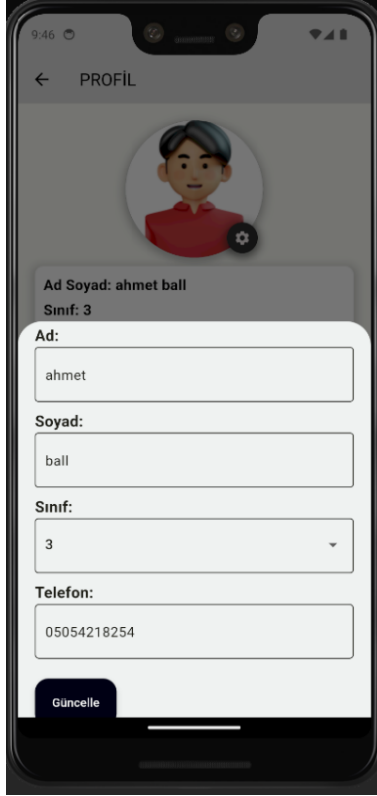 9:46
PROFİL
Ad Soyad: ahmet ball
Sınıf: 3
Ad:
ahmet
Soyad:
ball
Sınıf:
3
Telefon:
05054218254
Güncelle